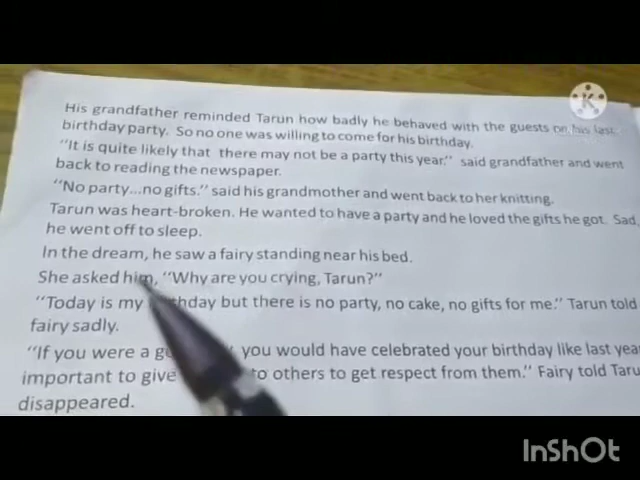 His grandfather reminded Tarun how badly he behaved with the guests on his last
birthday party. So no one was willing to come for his birthday.
"It is quite likely that there may not be a party this year." said grandfather and went
back to reading the newspaper.
"No party...no gifts." said his grandmother and went back to her knitting.
Tarun was heart-broken. He wanted to have a party and he loved the gifts he got. Sad,
he went off to sleep.
In the dream, he saw a fairy standing near his bed.
She asked him, "Why are you crying, Tarun?"
"Today is my birthday but there is no party, no cake, no gifts for me." Tarun told
fairy sadly.
"If you were a you would have celebrated your birthday like last
important to give to others to get respect from them." Fairy told
disappeared.
InShOt